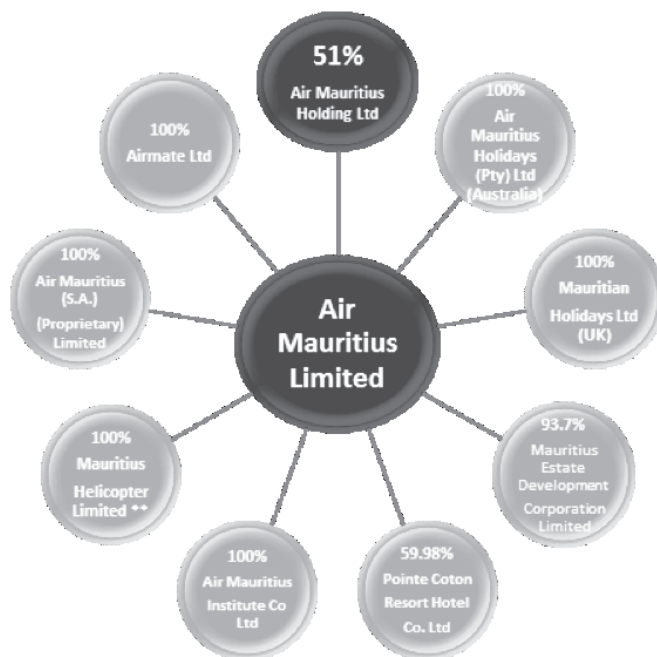 51%
Air Mauritius
Holding Ltd
100%
Air
Mauritius
Holidays
(Pty) Ltd
(Australia)
100%
Mauritian
Holidays Ltd
(UK)
93.7%
Mauritius
Estate
Development
Corporation
Limited
59.98%
Pointe Coton
Resort Hotel
Co. Ltd
100%
Air Mauritius
Institute Co
Ltd
100%
Mauritius
Helicopter
Limited **
100%
Air Mauritius
(S.A.)
(Proprietary)
Limited
100%
Airmate Ltd
Air
Mauritius
Limited